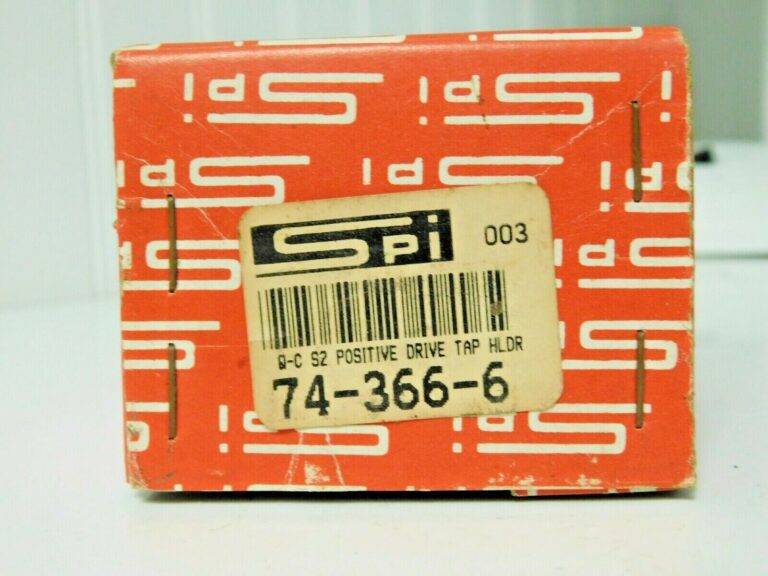 Spi 003
Q-C S2 POSITIVE DRIVE TAP HLDR
74-366-6